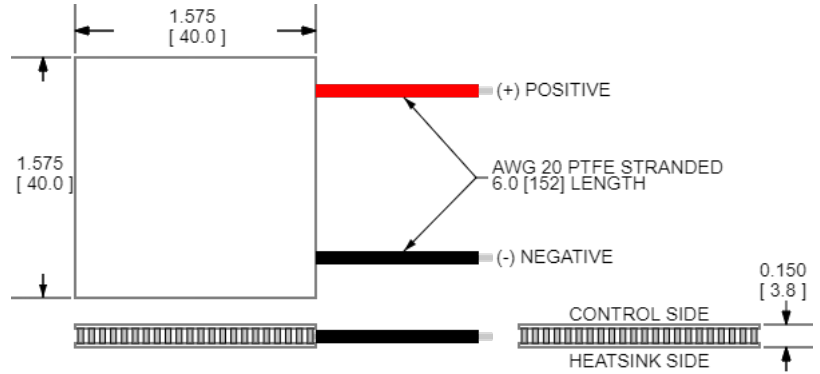 1.575
[ 40.0 ]
(+) POSITIVE
1.575
[ 40.0 ]
AWG 20 PTFE STRANDED
6.0 [152] LENGTH
(-) NEGATIVE
0.150
[ 3.8 ]
CONTROL SIDE
HEATSINK SIDE